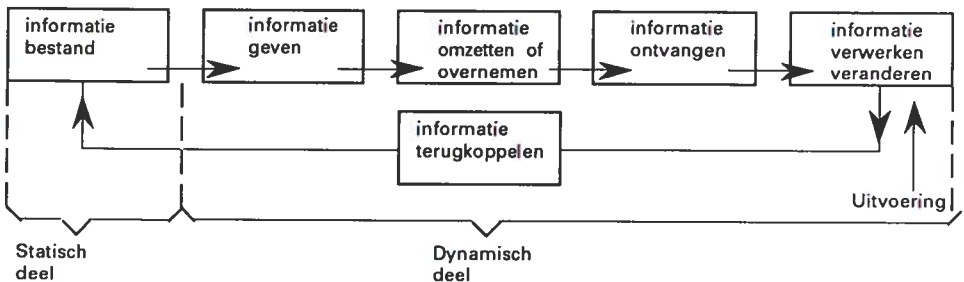 informatie
bestand
informatie
geven
informatie
omzetten of
overnemen
informatie
ontvangen
informatie
verwerken
veranderen
informatie
terugkoppelen
Uitvoering
Statisch
deel
Dynamisch
deel